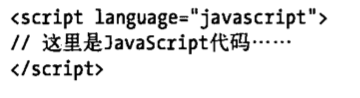 <script language="javascript">
// 这里是JavaScript代码……
</script>